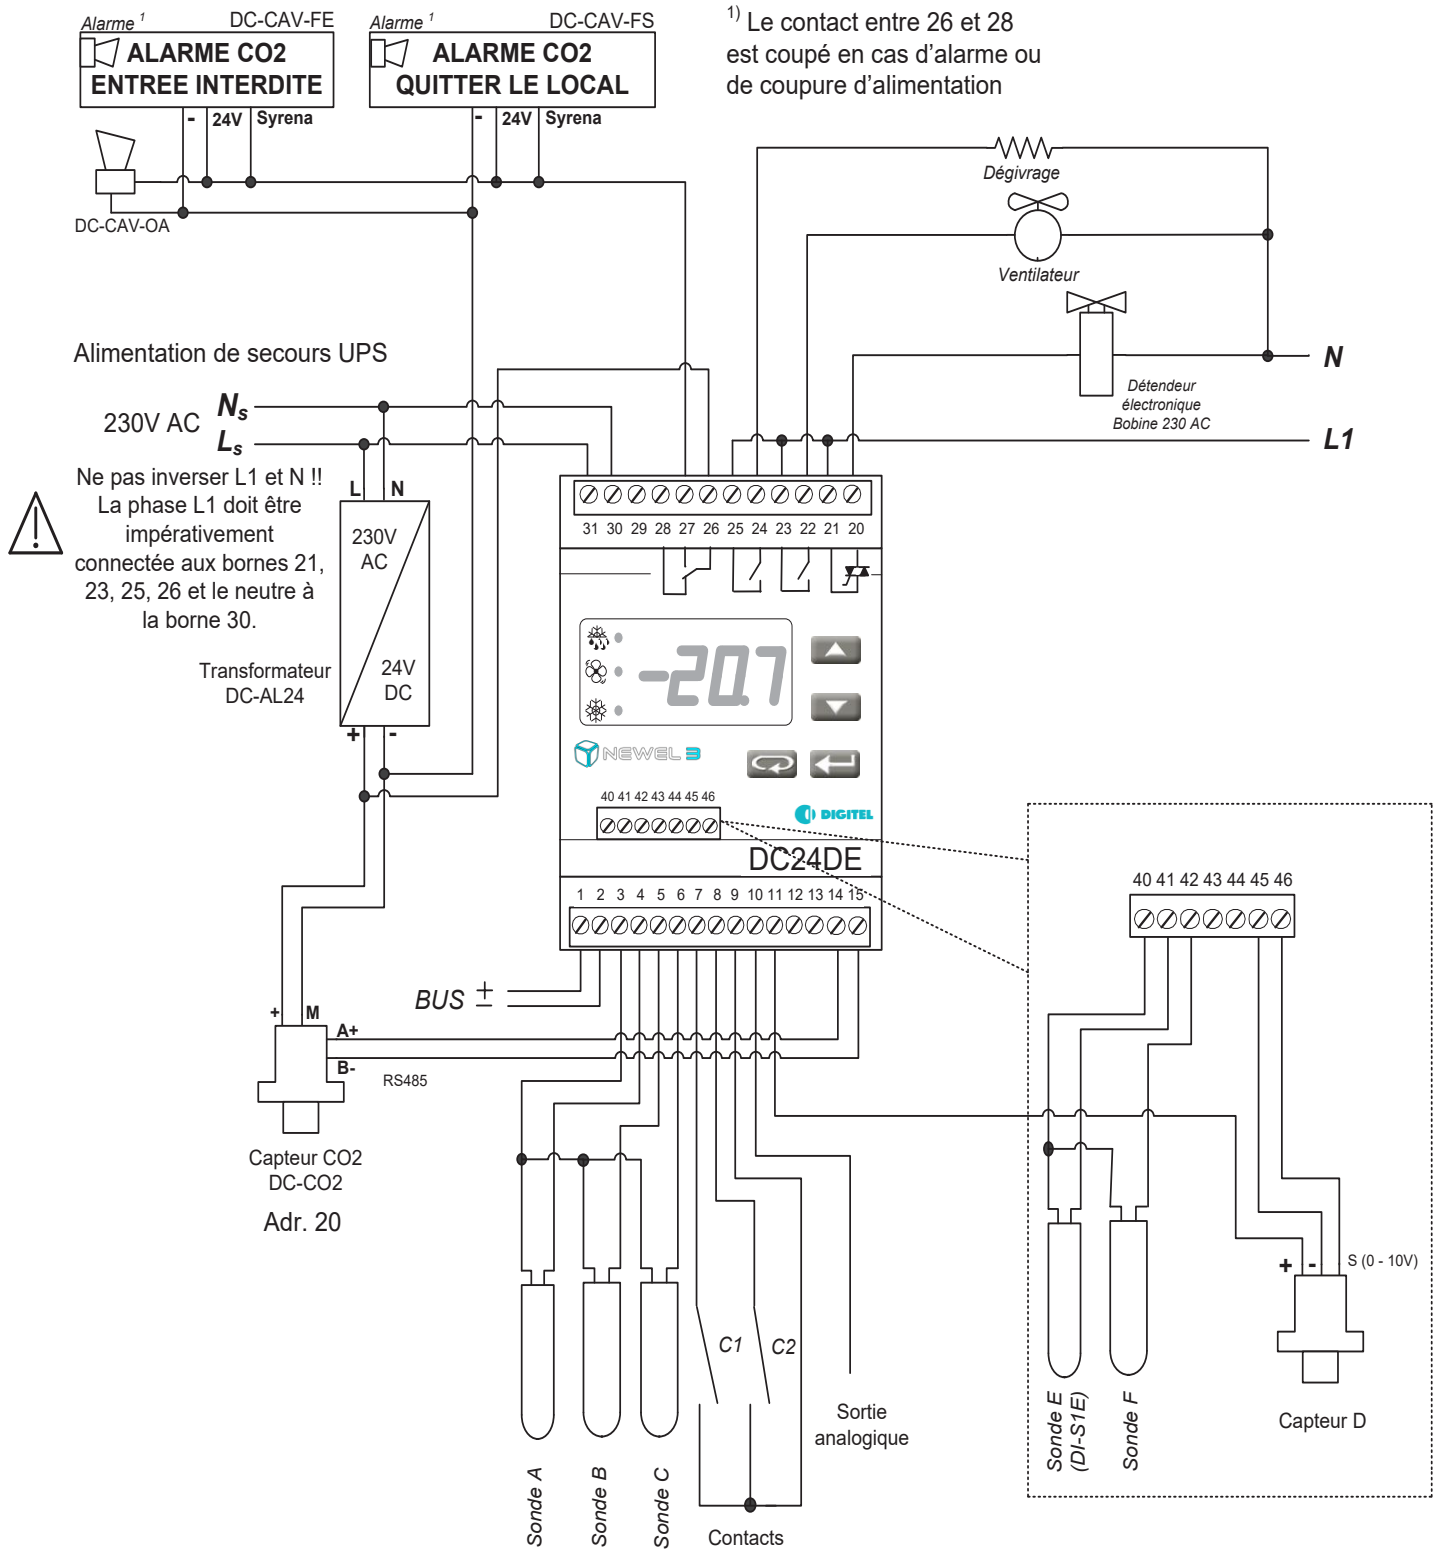 Alarme 1
DC-CAV-FE
ALARME CO2
ENTREE INTERDITE
- 24V Syrena
Alarme 1
DC-CAV-FS
ALARME CO2
QUITTER LE LOCAL
- 24V Syrena
1) Le contact entre 26 et 28
est coupé en cas d'alarme ou
de coupure d'alimentation
DC-CAV-OA
Dégivrage
Ventilateur
Détendeur
électronique
Bobine 230 AC
N
L1
Alimentation de secours UPS
230V AC
Ns
Ls
Ne pas inverser L1 et N !!
La phase L1 doit être
impérativement
connectée aux bornes 21,
23, 25, 26 et le neutre à
la borne 30.
L N
230V
AC
24V
DC
+ -
Transformateur
DC-AL24
31 30 29 28 27 26 25 24 23 22 21 20
-20.7
NEWEL 3
40 41 42 43 44 45 46
DIGITEL
DC24DE
1 2 3 4 5 6 7 8 9 10 11 12 13 14 15
BUS + -
+ M
A+
B-
RS485
Capteur CO2
DC-CO2
Adr. 20
Sonde A
Sonde B
Sonde C
C1
C2
Contacts
Sortie
analogique
40 41 42 43 44 45 46
Sonde E
(DI-S1E)
Sonde F
+ - S (0 - 10V)
Capteur D